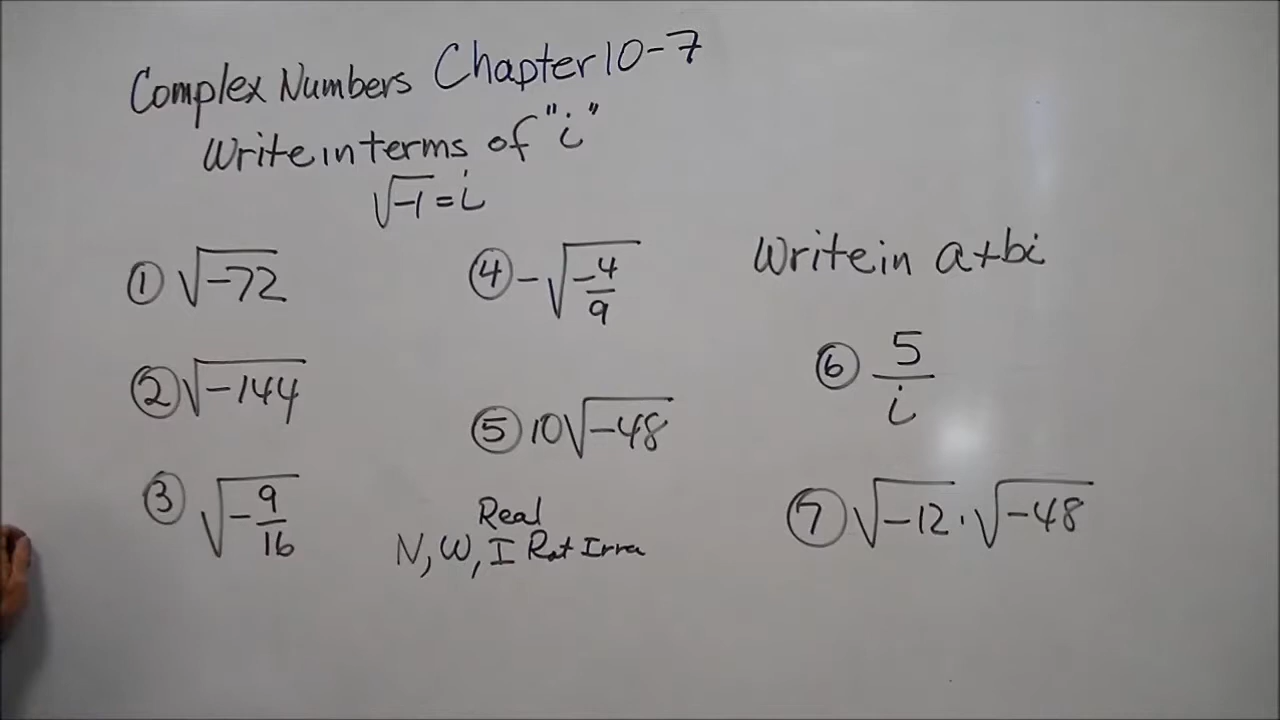 Complex Numbers Chapter 10-7
Write in terms of "i"
√-1 = i
① √-72
② √-144
③ √-9/16
④ -√-4/9
⑤ 10√-48
Real
N, W, I Rat Irra
Write in a+bi
⑥ 5/i
⑦ √-12 · √-48